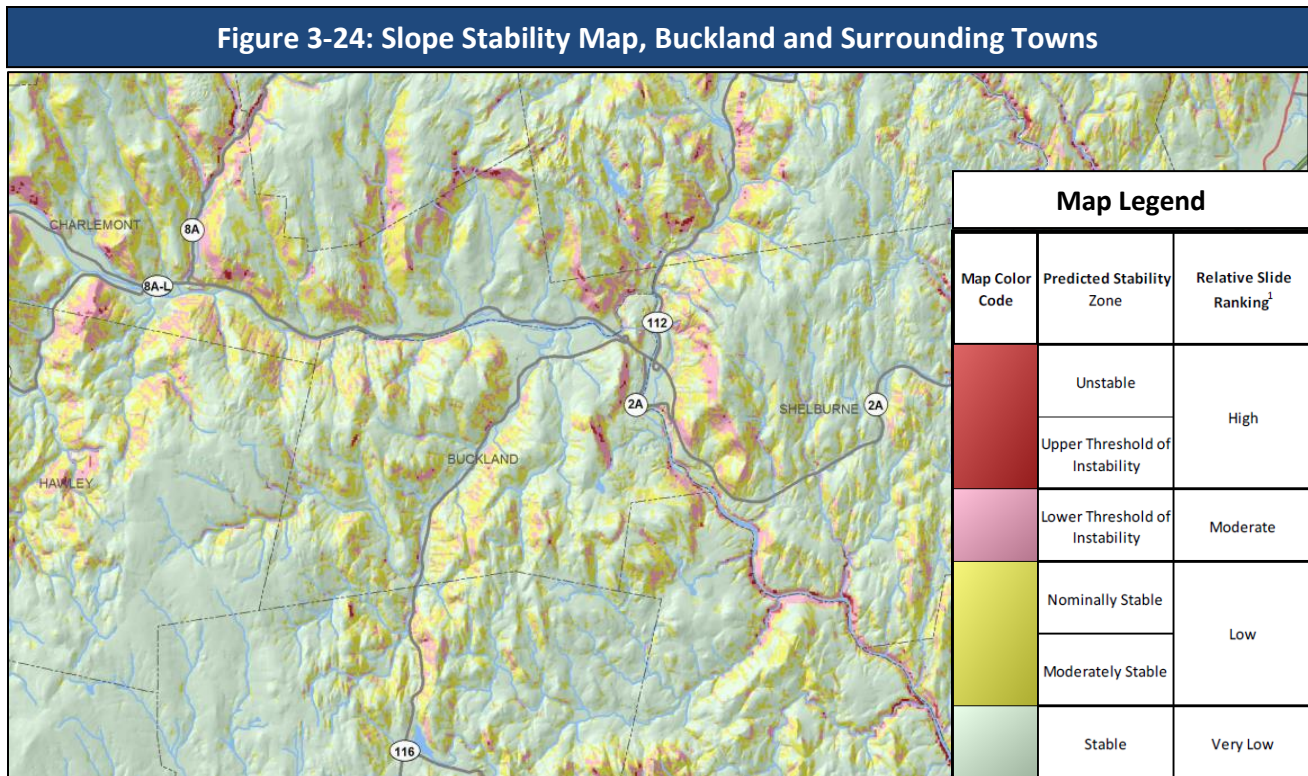 Figure 3-24: Slope Stability Map, Buckland and Surrounding Towns
CHARLEMONT
8A
8A-L
112
2A
SHELBURNE
2A
BUCKLAND
HAWLEY
116
Map Legend
Map Color
Code
Predicted Stability
Zone
Relative Slide
Ranking1
Unstable
Upper Threshold of
Instability
High
Lower Threshold of
Instability
Moderate
Nominally Stable
Moderately Stable
Low
Stable
Very Low